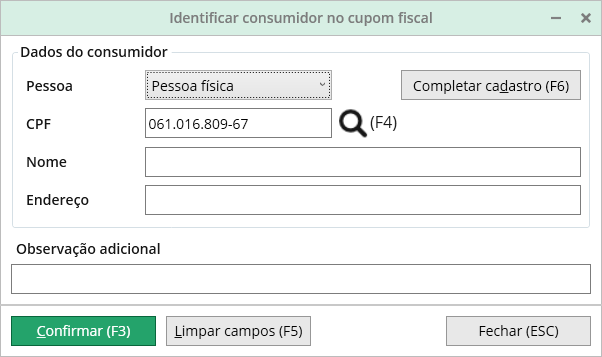 Identificar consumidor no cupom fiscal
Dados do consumidor
Pessoa
Pessoa física
Completar cadastro (F6)
CPF
061.016.809-67
(F4)
Nome
Endereço
Observação adicional
Confirmar (F3)
Limpar campos (F5)
Fechar (ESC)